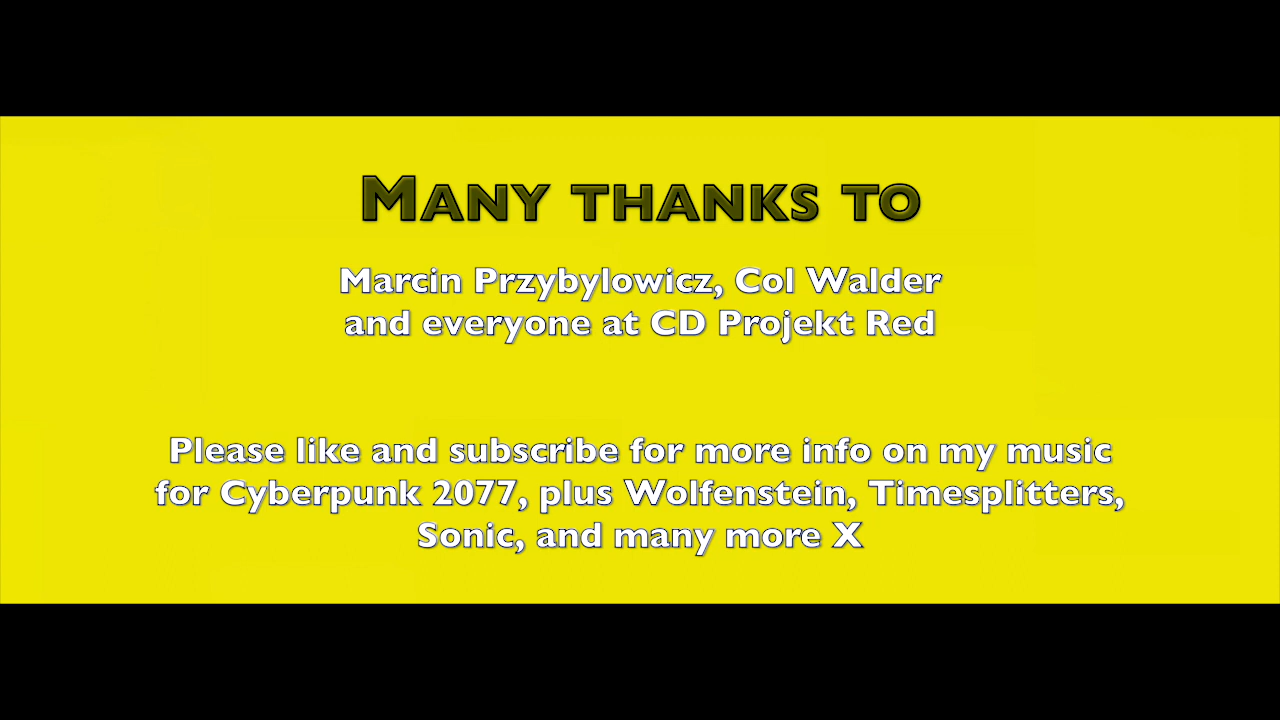 Many thanks to
Marcin Przybylowicz, Col Walder
and everyone at CD Projekt Red
Please like and subscribe for more info on my music
for Cyberpunk 2077, plus Wolfenstein, Timesplitters,
Sonic, and many more X